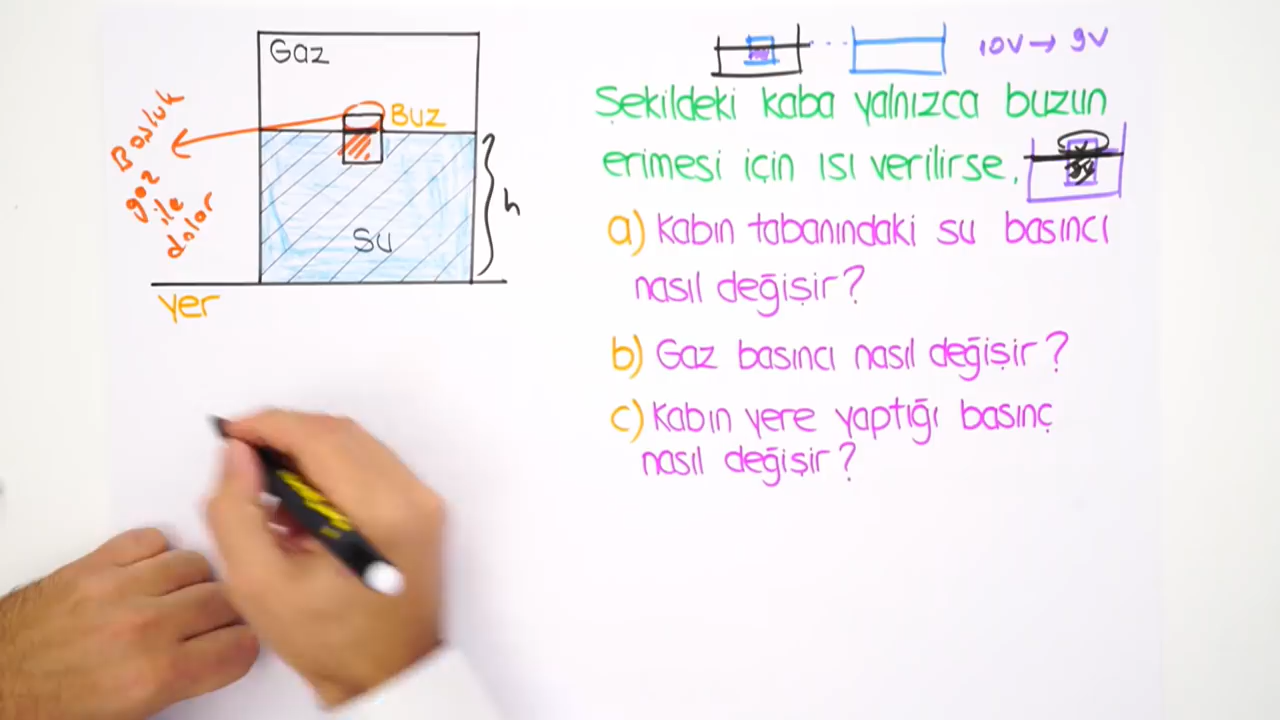 Gaz
Buz
Boşluk
gaz
ile
dolar
Su
h
yer
10V → 9V
Şekildeki kaba yalnızca buzun
erimesi için ısı verilirse,
a) Kabın tabanındaki su basıncı
nasıl değişir?
b) Gaz basıncı nasıl değişir?
c) Kabın yere yaptığı basınç
nasıl değişir?